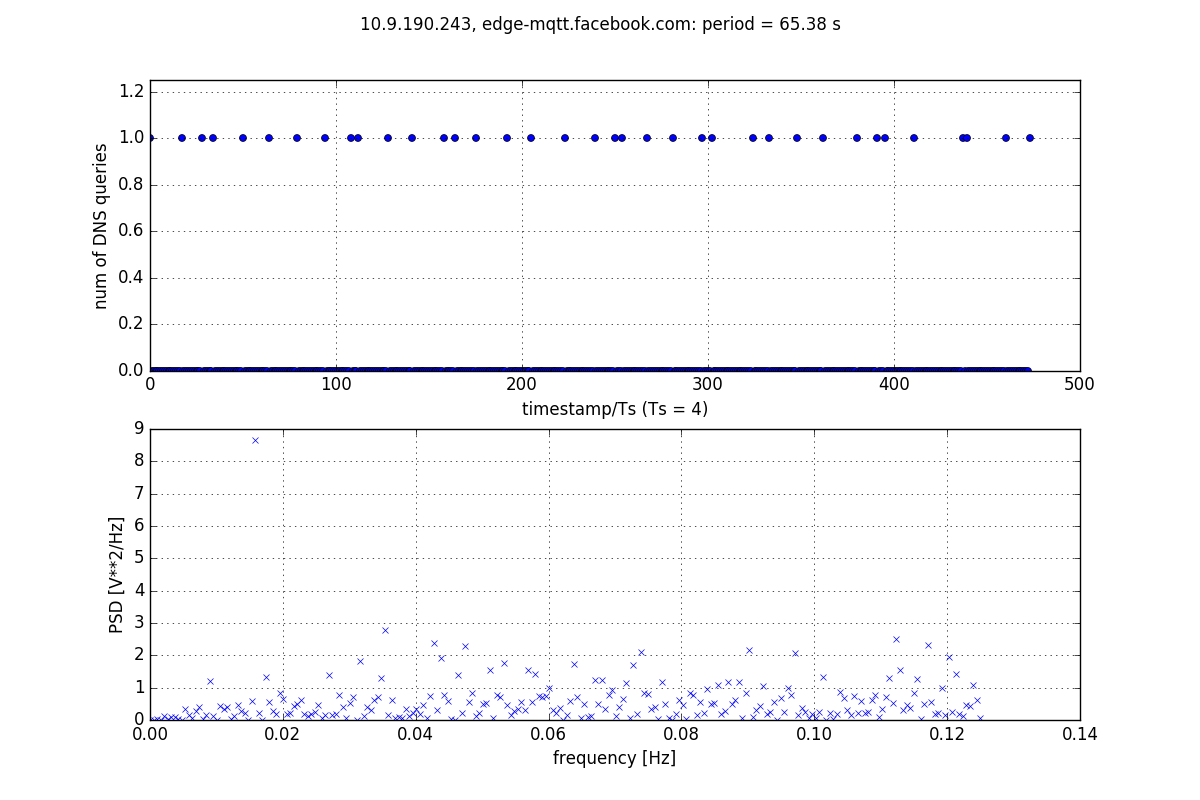 10.9.190.243, edge-mqtt.facebook.com: period = 65.38 s
1.2
1.0
0.8
0.6
0.4
0.2
0.0
num of DNS queries
0 100 200 300 400 500
timestamp/Ts (Ts = 4)
9
8
7
6
5
4
3
2
1
0
PSD [V**2/Hz]
0.00 0.02 0.04 0.06 0.08 0.10 0.12 0.14
frequency [Hz]